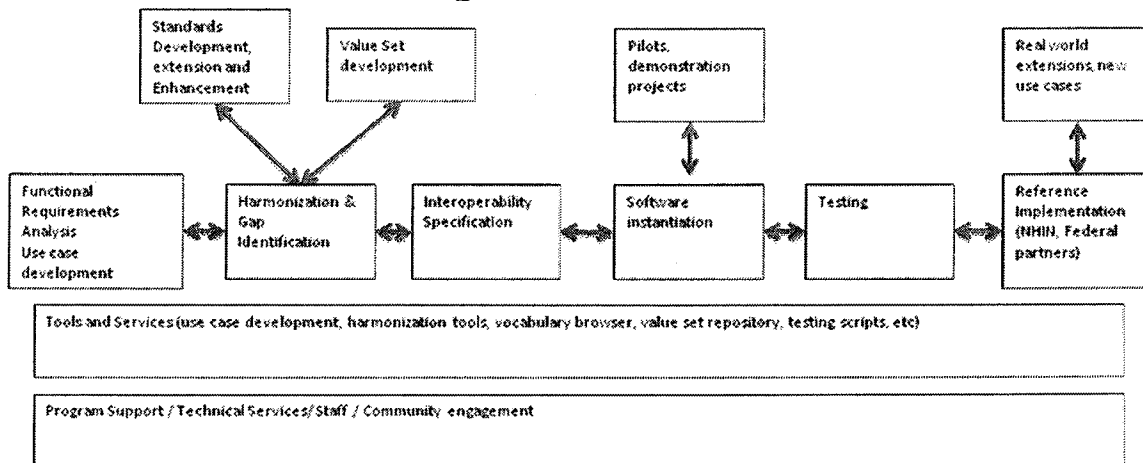 Standards
Development,
extension and
Enhancement
Value Set
development
Pilots,
demonstration
projects
Real world
extensions, new
use cases
Functional
Requirements
Analysis
Use case
development
Harmonization &
Gap
Identification
Interoperability
Specification
Software
instantiation
Testing
Reference
Implementation
(NHIN, Federal
partners)
Tools and Services (use case development, harmonization tools, vocabulary browser, value set repository, testing scripts, etc)
Program Support / Technical Services/ Staff / Community engagement